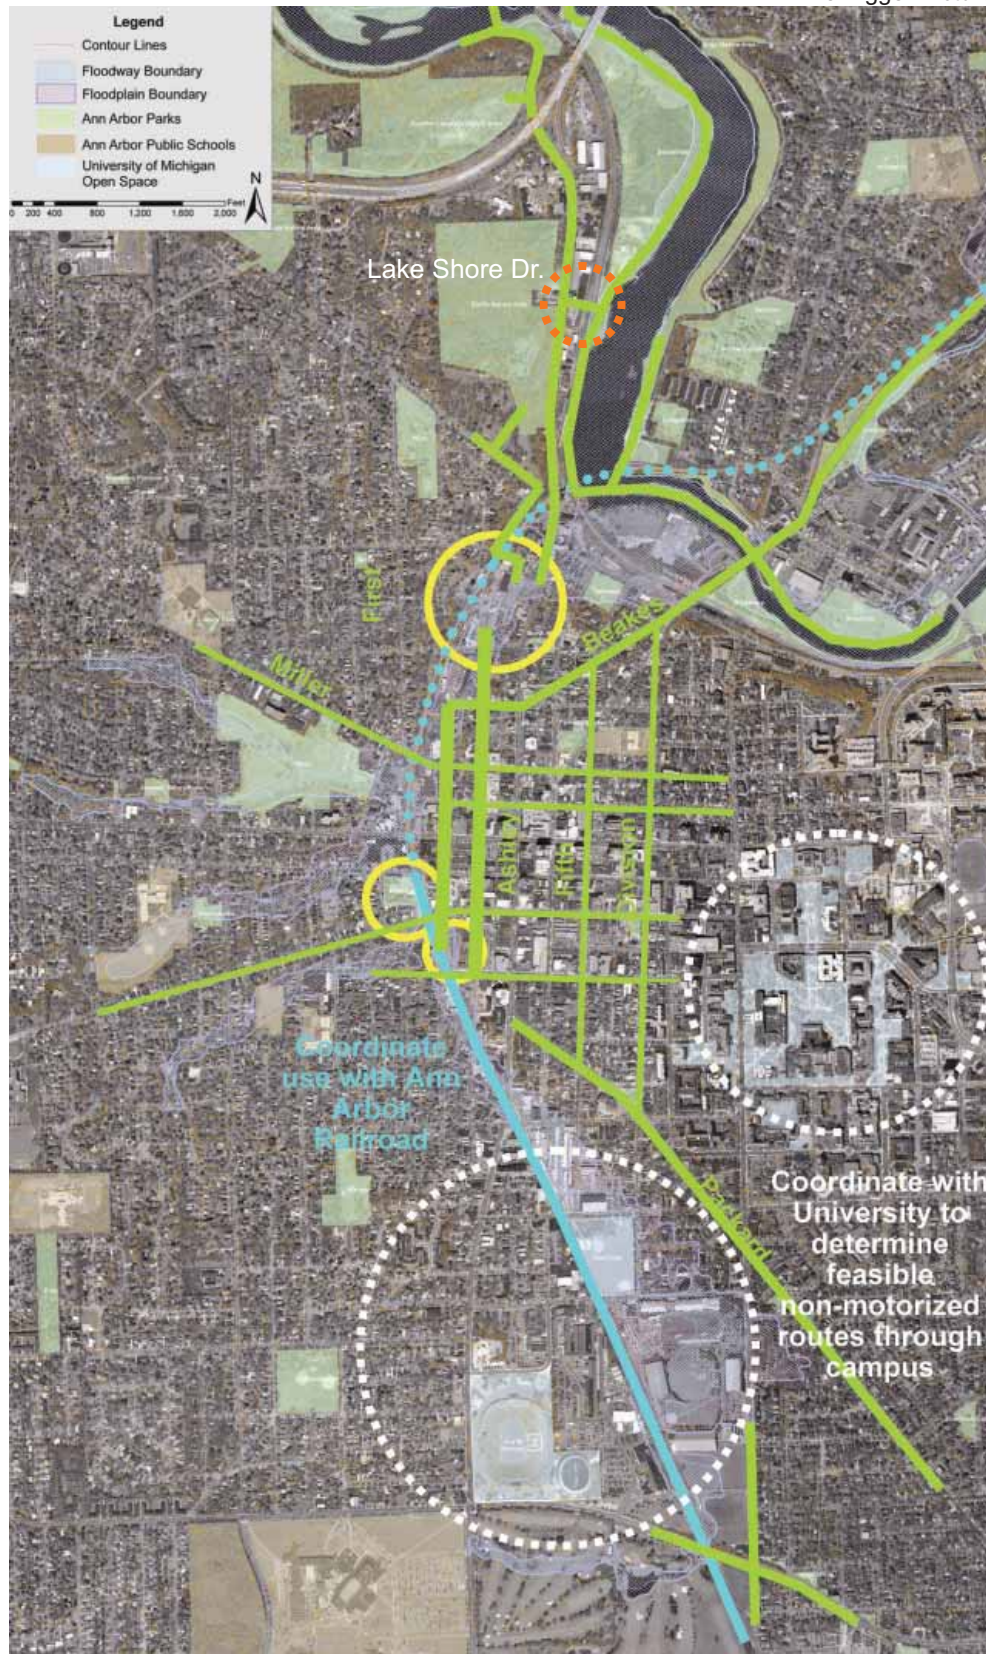 Legend
Contour Lines
Floodway Boundary
Floodplain Boundary
Ann Arbor Parks
Ann Arbor Public Schools
University of Michigan
Open Space
N
Feet
0 200 400 800 1,200 1,600 2,000
Lake Shore Dr.
First
Beakes
Miller
Ashley
Fifth
Division
Coordinate
use with Ann
Arbor
Railroad
Packard
Coordinate with
University to
determine
feasible
non-motorized
routes through
campus